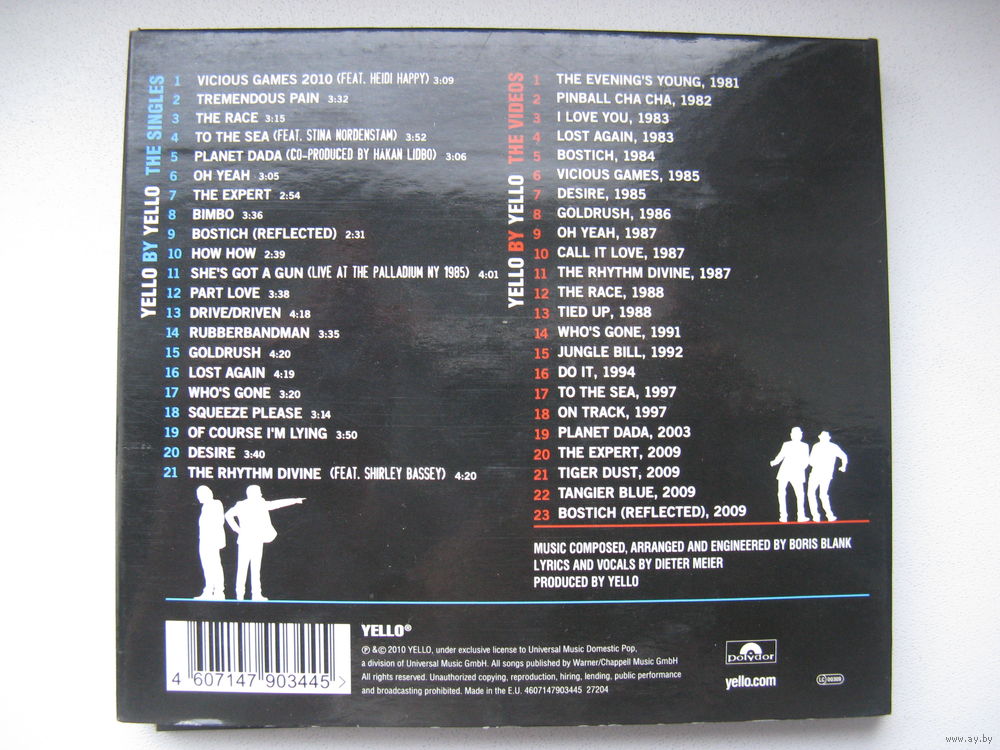 YELLO BY YELLO THE SINGLES
1 VICIOUS GAMES 2010 (FEAT. HEIDI HAPPY) 3:09
2 TREMENDOUS PAIN 3:32
3 THE RACE 3:15
4 TO THE SEA (FEAT. STINA NORDENSTAM) 3:52
5 PLANET DADA (CO-PRODUCED BY HÅKAN LIDBO) 3:06
6 OH YEAH 3:05
7 THE EXPERT 2:54
8 BIMBO 3:36
9 BOSTICH (REFLECTED) 2:31
10 HOW HOW 2:39
11 SHE'S GOT A GUN (LIVE AT THE PALLADIUM NY 1985) 4:01
12 PART LOVE 3:38
13 DRIVE/DRIVEN 4:18
14 RUBBERBANDMAN 3:35
15 GOLDRUSH 4:20
16 LOST AGAIN 4:19
17 WHO'S GONE 3:20
18 SQUEEZE PLEASE 3:14
19 OF COURSE I'M LYING 3:50
20 DESIRE 3:40
21 THE RHYTHM DIVINE (FEAT. SHIRLEY BASSEY) 4:20
YELLO BY YELLO THE VIDEOS
1 THE EVENING'S YOUNG, 1981
2 PINBALL CHA CHA, 1982
3 I LOVE YOU, 1983
4 LOST AGAIN, 1983
5 BOSTICH, 1984
6 VICIOUS GAMES, 1985
7 DESIRE, 1985
8 GOLDRUSH, 1986
9 OH YEAH, 1987
10 CALL IT LOVE, 1987
11 THE RHYTHM DIVINE, 1987
12 THE RACE, 1988
13 TIED UP, 1988
14 WHO'S GONE, 1991
15 JUNGLE BILL, 1992
16 DO IT, 1994
17 TO THE SEA, 1997
18 ON TRACK, 1997
19 PLANET DADA, 2003
20 THE EXPERT, 2009
21 TIGER DUST, 2009
22 TANGIER BLUE, 2009
23 BOSTICH (REFLECTED), 2009
MUSIC COMPOSED, ARRANGED AND ENGINEERED BY BORIS BLANK
LYRICS AND VOCALS BY DIETER MEIER
PRODUCED BY YELLO
4 607147 903445 >
YELLO®
℗ & © 2010 YELLO, under exclusive license to Universal Music Domestic Pop,
a division of Universal Music GmbH. All songs published by Warner/Chappell Music GmbH
All rights reserved. Unauthorized copying, reproduction, hiring, lending, public performance
and broadcasting prohibited. Made in the E.U. 4607147903445 27204
polydor
yello.com
LC 00309
www.ay.by